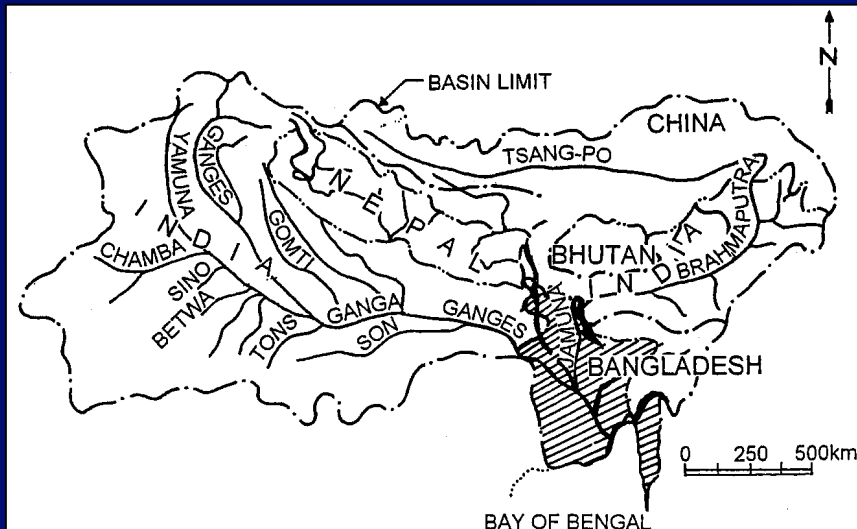 N
BASIN LIMIT
CHINA
TSANG-PO
YAMUNA
GANGES
NEPAL
INDIA
GOMTI
CHAMBA
SINO
BETWA
TONS
GANGA
SON
GANGES
BHUTAN
INDIA
BRAHMAPUTRA
JAMUNA
BANGLADESH
0 250 500km
BAY OF BENGAL